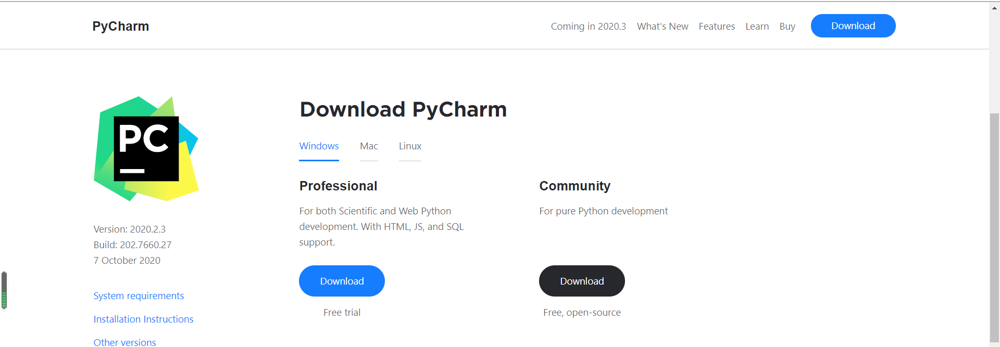 PyCharm
Coming in 2020.3 What's New Features Learn Buy Download
PC
Download PyCharm
Windows Mac Linux
Professional
For both Scientific and Web Python
development. With HTML, JS, and SQL
support.
Download
Free trial
Community
For pure Python development
Download
Free, open-source
Version: 2020.2.3
Build: 202.7660.27
7 October 2020
System requirements
Installation Instructions
Other versions